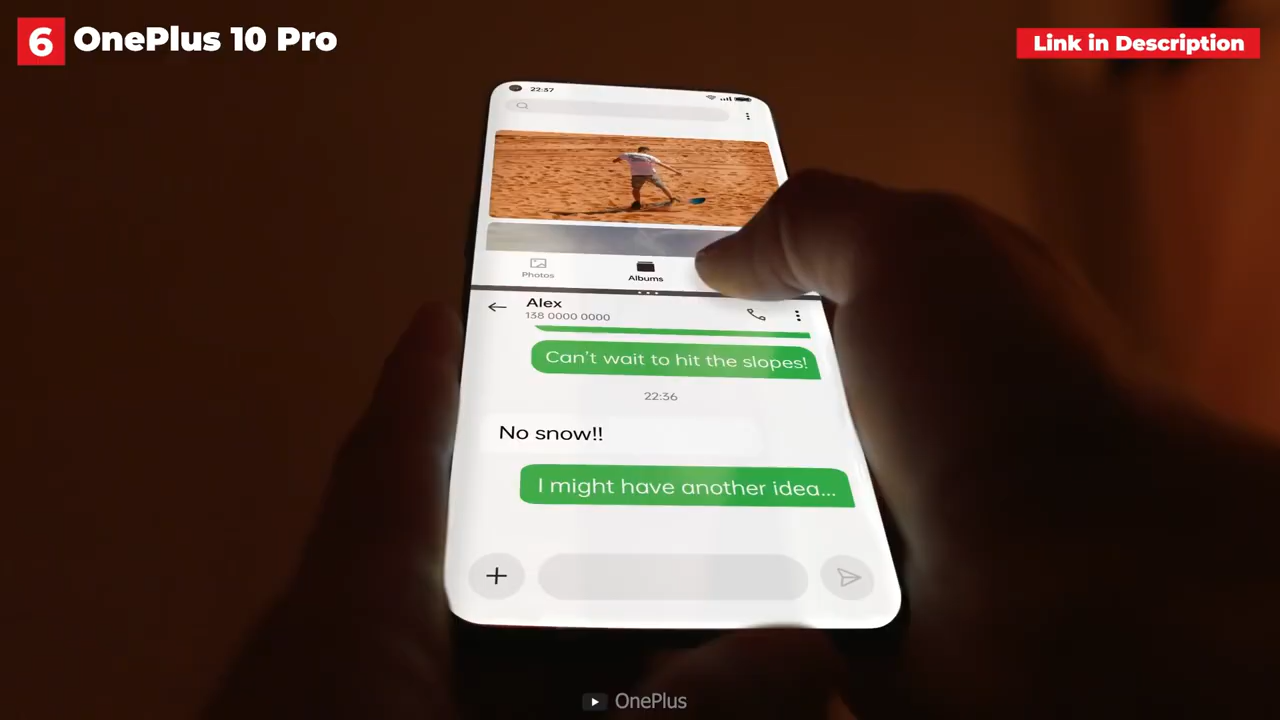 6 OnePlus 10 Pro
Link in Description
22:37
Photos
Albums
Alex
138 0000 0000
Can't wait to hit the slopes!
22:36
No snow!!
I might have another idea...
OnePlus